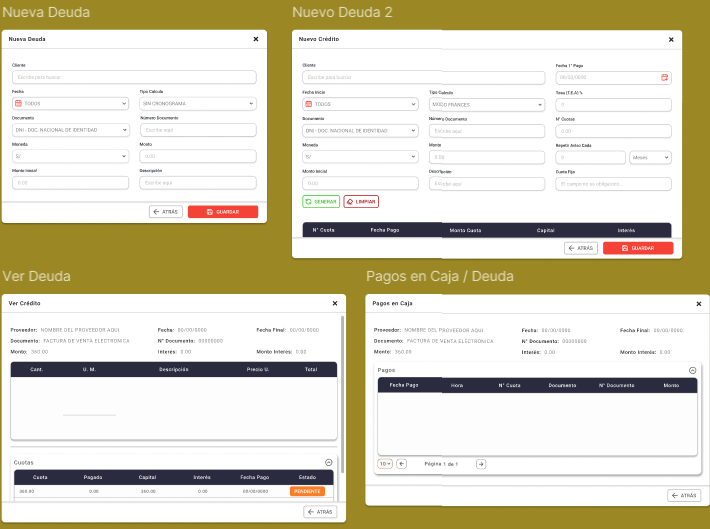 Nueva Deuda
Nueva Deuda
Cliente
Escribe para buscar
Fecha
Tipo Calculo
TODOS
SIN CRONOGRAMA
Documento
Número Documento
DNI - DOC. NACIONAL DE IDENTIDAD
Escribe aquí
Moneda
Monto
S/
0.00
Monto Inicial
Descripción
0.00
Escribe aquí
ATRÁS
GUARDAR
Nuevo Deuda 2
Nuevo Crédito
Cliente
Fecha 1° Pago
Escribe para buscar
00/00/0000
Fecha Inicio
Tipo Calculo
Tasa (T.E.A) %
TODOS
MODO FRANCES
0
Documento
Número Documento
N° Cuotas
DNI - DOC. NACIONAL DE IDENTIDAD
Escribe aquí
0.00
Moneda
Monto
Repetir Aviso Cada
S/
0.00
0
Meses
Monto Inicial
Descripción
Cuota Fija
0.00
Escribe aquí
El campo no es obligatorio...
GENERAR
LIMPIAR
N° Cuota
Fecha Pago
Monto Cuota
Capital
Interés
ATRÁS
GUARDAR
Ver Deuda
Ver Crédito
Proveedor: NOMBRE DEL PROVEEDOR AQUI
Fecha: 00/00/0000
Fecha Final: 00/00/0000
Documento: FACTURA DE VENTA ELECTRONICA
N° Documento: 00000000
Monto: 360.00
Interés: 0.00
Monto Interés: 0.00
Cant.
U. M.
Descripción
Precio U.
Total
Cuotas
Cuota
Pagado
Capital
Interés
Fecha Pago
Estado
360.00
0.00
360.00
0.00
00/00/0000
PENDIENTE
ATRÁS
Pagos en Caja / Deuda
Pagos en Caja
Proveedor: NOMBRE DEL PROVEEDOR AQUI
Fecha: 00/00/0000
Fecha Final: 00/00/0000
Documento: FACTURA DE VENTA ELECTRONICA
N° Documento: 00000000
Monto: 360.00
Interés: 0.00
Monto Interés: 0.00
Pagos
Fecha Pago
Hora
N° Cuota
Documento
N° Documento
Monto
10
Página 1 de 1
ATRÁS